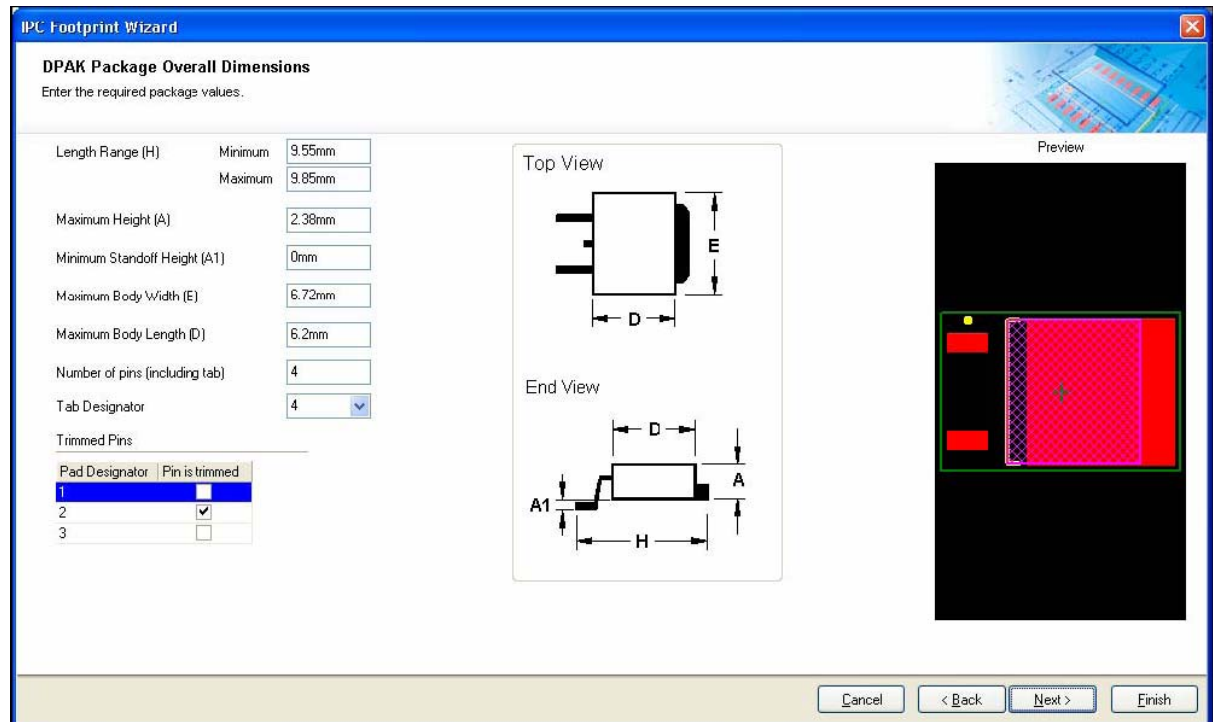 IPC Footprint Wizard
DPAK Package Overall Dimensions
Enter the required package values.
Length Range (H) Minimum 9.55mm
Maximum 9.85mm
Maximum Height (A) 2.38mm
Minimum Standoff Height (A1) 0mm
Maximum Body Width (E) 6.72mm
Maximum Body Length (D) 6.2mm
Number of pins (including tab) 4
Tab Designator 4
Trimmed Pins
Pad Designator Pin is trimmed
1
2
3
Top View
E
D
End View
D
A
A1
H
Preview
Cancel < Back Next > Finish